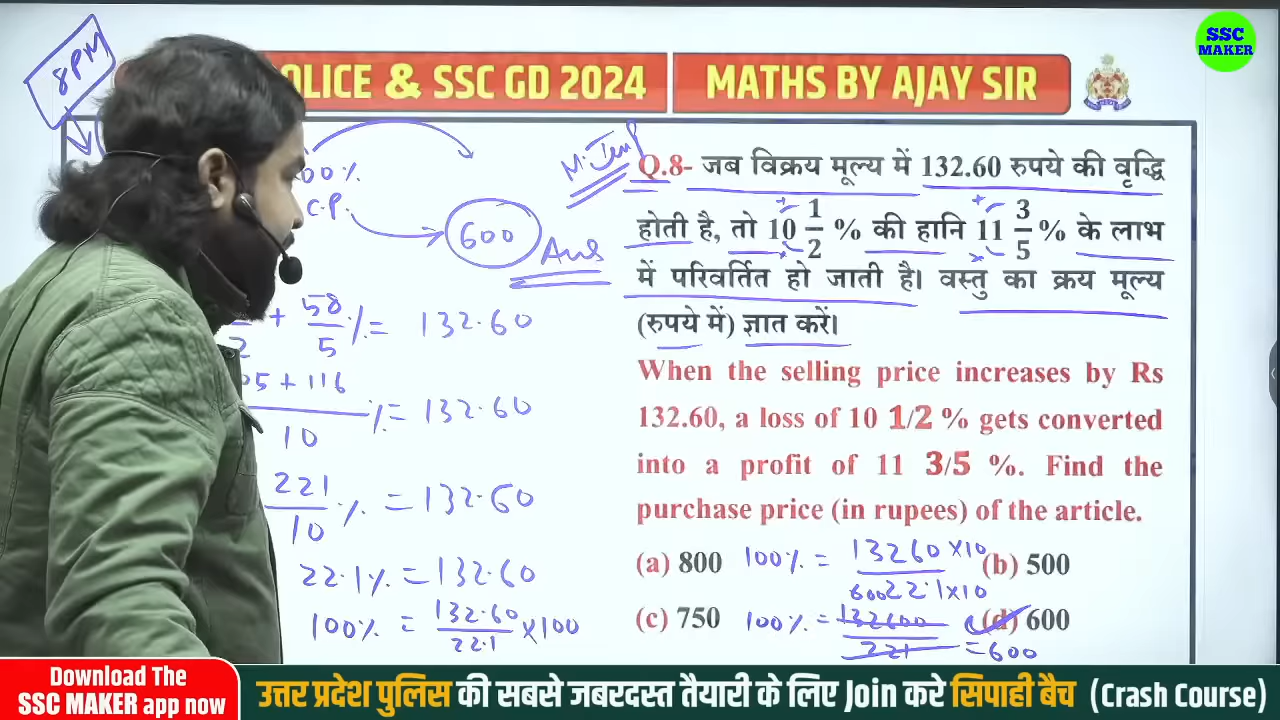 SSC
MAKER
8PM
OLICE & SSC GD 2024
MATHS BY AJAY SIR
00%
C.P.
600
Ans
58/5 % = 132.60
05 + 116
10
% = 132.60
221/10 % = 132.60
22.1% = 132.60
100% = 132.60/22.1 × 100
M. Imp
Q.8- जब विक्रय मूल्य में 132.60 रुपये की वृद्धि
होती है, तो 10 1/2 % की हानि 11 3/5 % के लाभ
में परिवर्तित हो जाती है। वस्तु का क्रय मूल्य
(रुपये में) ज्ञात करें।
When the selling price increases by Rs
132.60, a loss of 10 1/2 % gets converted
into a profit of 11 3/5 %. Find the
purchase price (in rupees) of the article.
(a) 800 (b) 500
(c) 750 (d) 600
100% = 13260×10
22.1×10
100% = 132600/221 = 600
600
Download The
SSC MAKER app now
उत्तर प्रदेश पुलिस की सबसे जबरदस्त तैयारी के लिए Join करे सिपाही बैच (Crash Course)